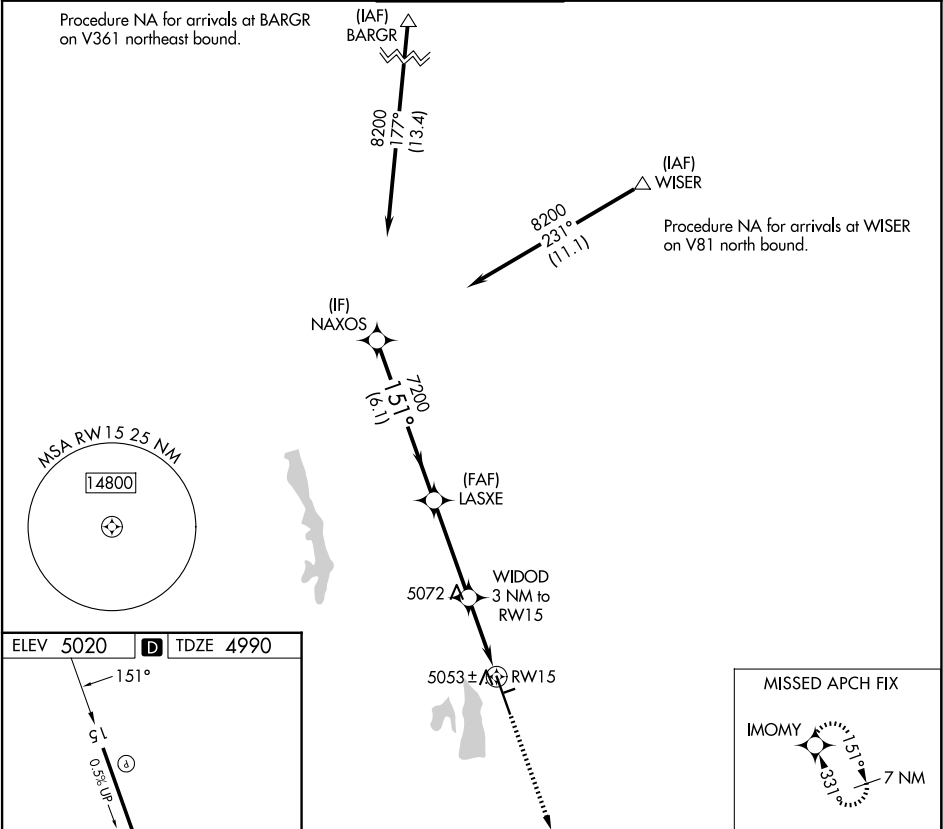 Procedure NA for arrivals at BARGR
on V361 northeast bound.
(IAF)
BARGR
8200
177°
(13.4)
(IAF)
WISER
8200
231°
(11.1)
Procedure NA for arrivals at WISER
on V81 north bound.
(IF)
NAXOS
7200
151°
(6.1)
MSA RW15 25 NM
14800
(FAF)
LASXE
WIDOD
3 NM to
RW15
5072
5053±
RW15
ELEV 5020
D
TDZE 4990
151°
15
P
0.5% UP
MISSED APCH FIX
IMOMY
151°
331°
7 NM